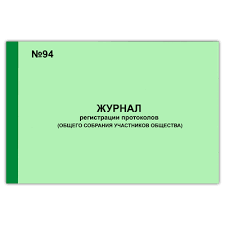 №94
ЖУРНАЛ
регистрации протоколов
(ОБЩЕГО СОБРАНИЯ УЧАСТНИКОВ ОБЩЕСТВА)